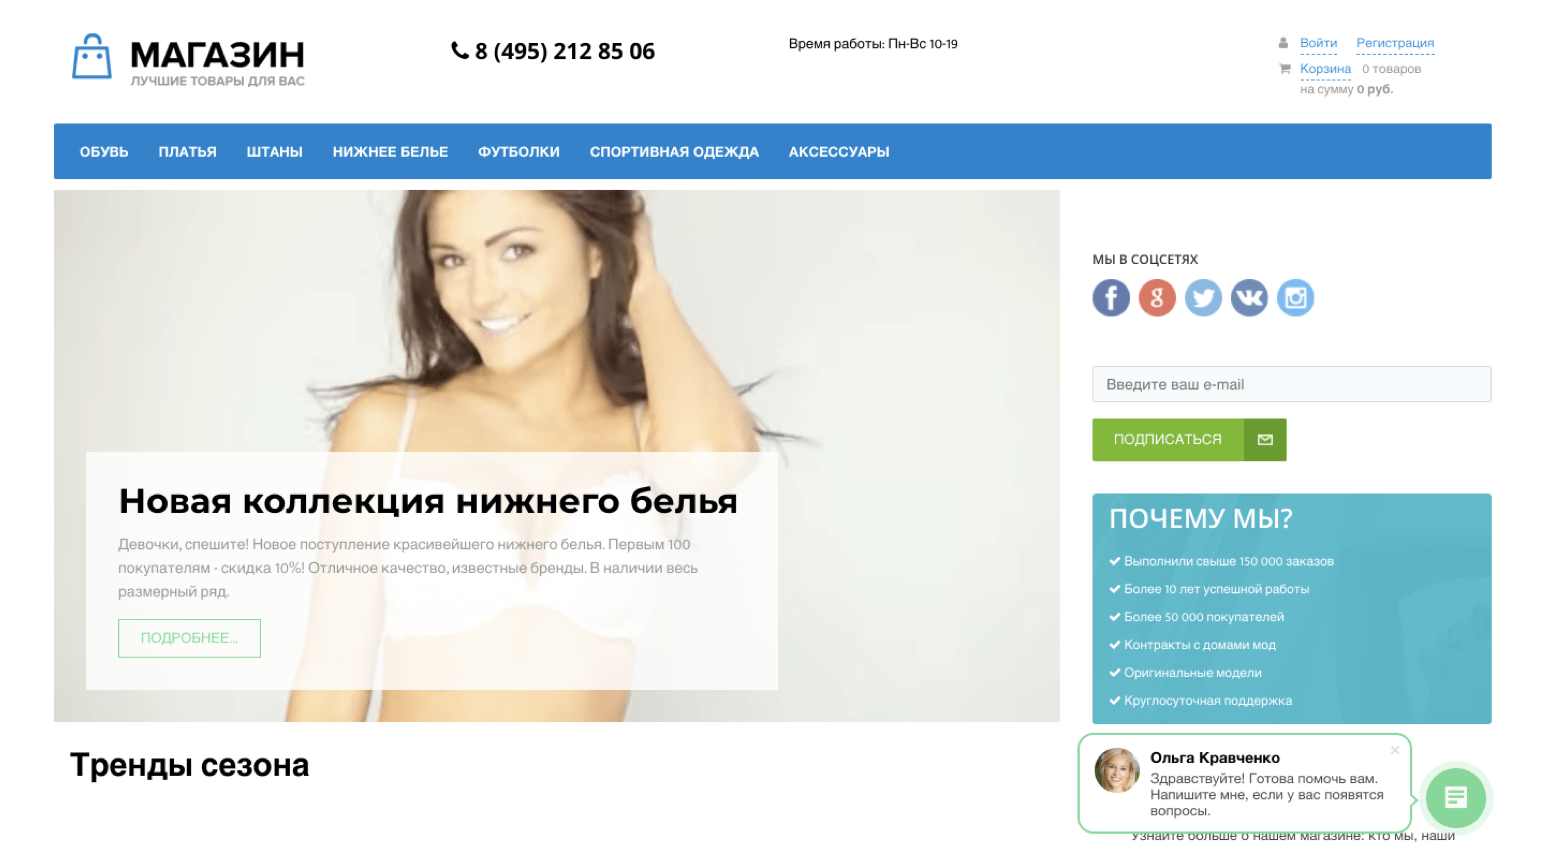 МАГАЗИН
ЛУЧШИЕ ТОВАРЫ ДЛЯ ВАС
8 (495) 212 85 06
Время работы: Пн-Вс 10-19
Войти Регистрация
Корзина 0 товаров
на сумму 0 руб.
ОБУВЬ ПЛАТЬЯ ШТАНЫ НИЖНЕЕ БЕЛЬЕ ФУТБОЛКИ СПОРТИВНАЯ ОДЕЖДА АКСЕССУАРЫ
Новая коллекция нижнего белья
Девочки, спешите! Новое поступление красивейшего нижнего белья. Первым 100
покупателям - скидка 10%! Отличное качество, известные бренды. В наличии весь
размерный ряд.
ПОДРОБНЕЕ...
МЫ В СОЦСЕТЯХ
Введите ваш e-mail
ПОДПИСАТЬСЯ
ПОЧЕМУ МЫ?
Выполнили свыше 150 000 заказов
Более 10 лет успешной работы
Более 50 000 покупателей
Контракты с домами мод
Оригинальные модели
Круглосуточная поддержка
Тренды сезона
Ольга Кравченко
Здравствуйте! Готова помочь вам.
Напишите мне, если у вас появятся
вопросы.
Узнайте больше о нашем магазине: кто мы, наши